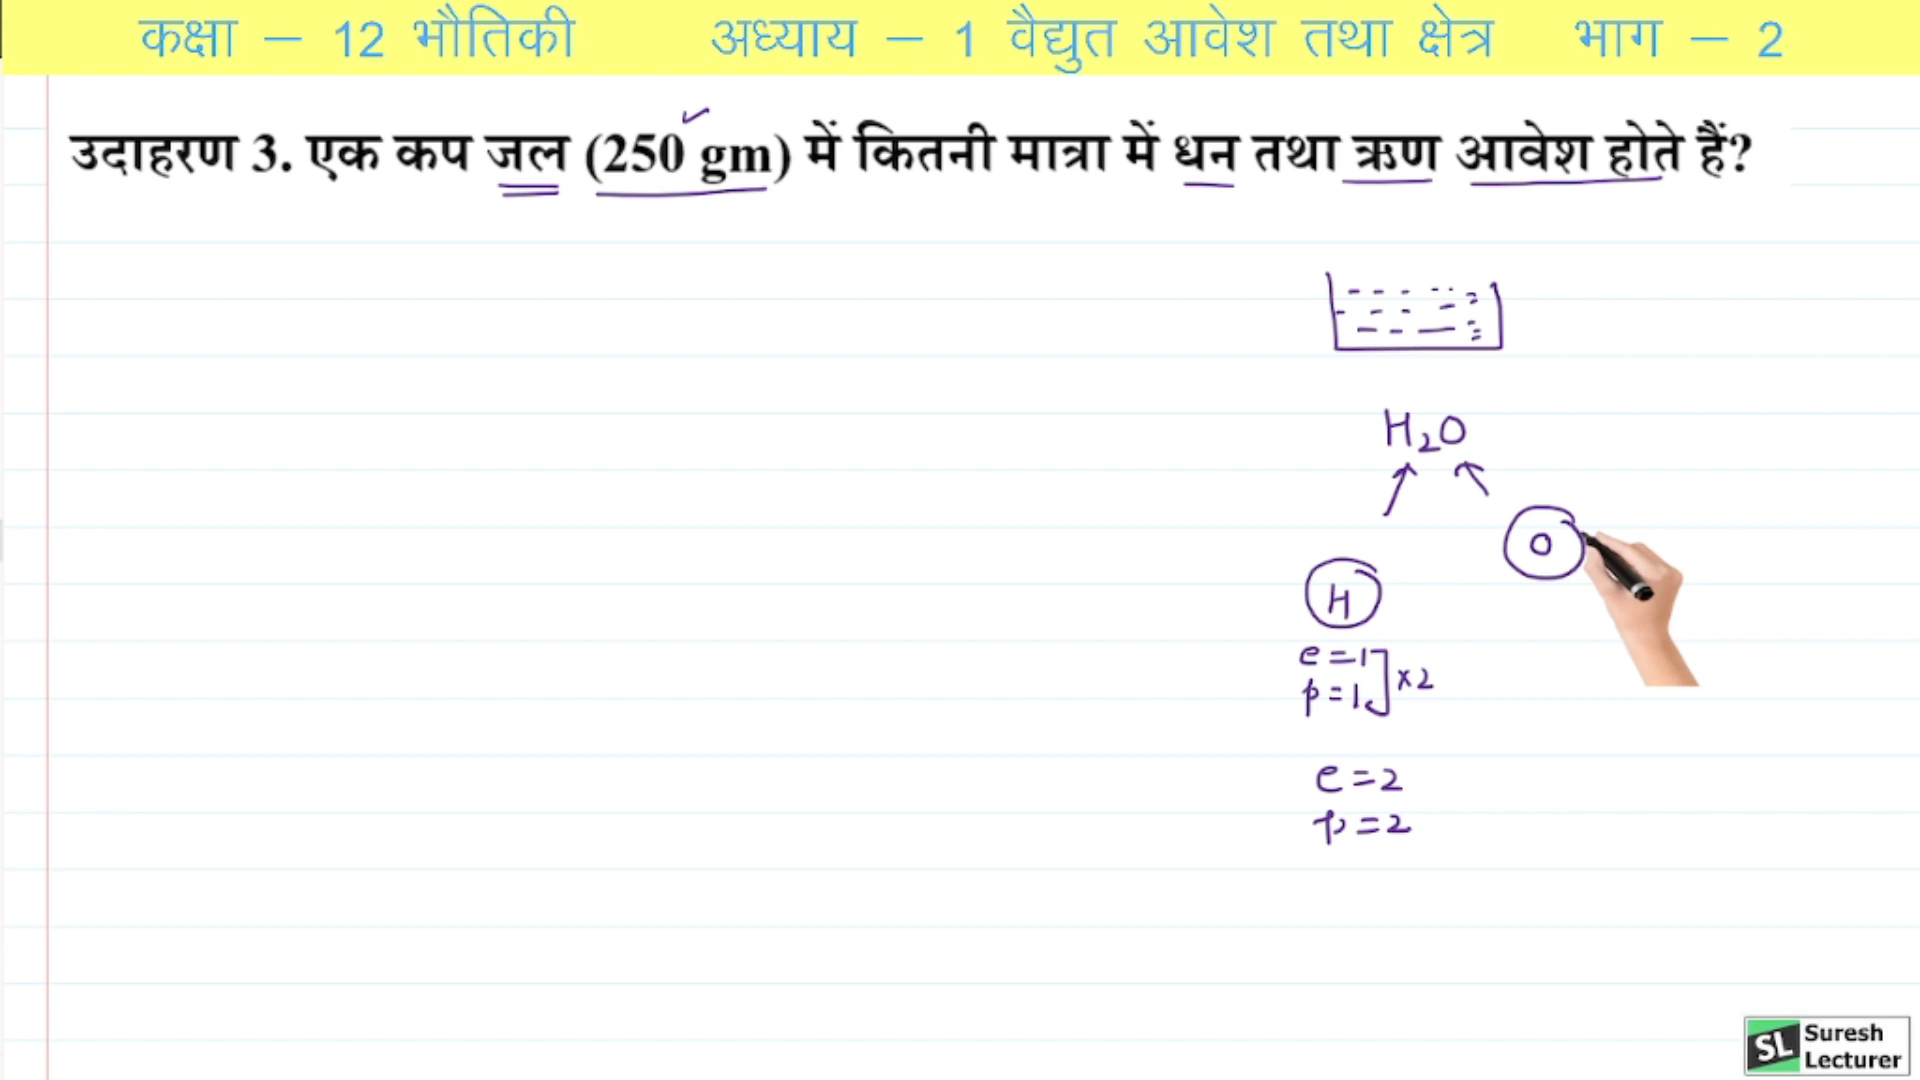 कक्षा – 12 भौतिकी अध्याय – 1 वैद्युत आवेश तथा क्षेत्र भाग – 2
उदाहरण 3. एक कप जल (250 gm) में कितनी मात्रा में धन तथा ऋण आवेश होते हैं?
H₂O
O
H
e = 1
p = 1 ] × 2
e = 2
p = 2
SL Suresh
Lecturer